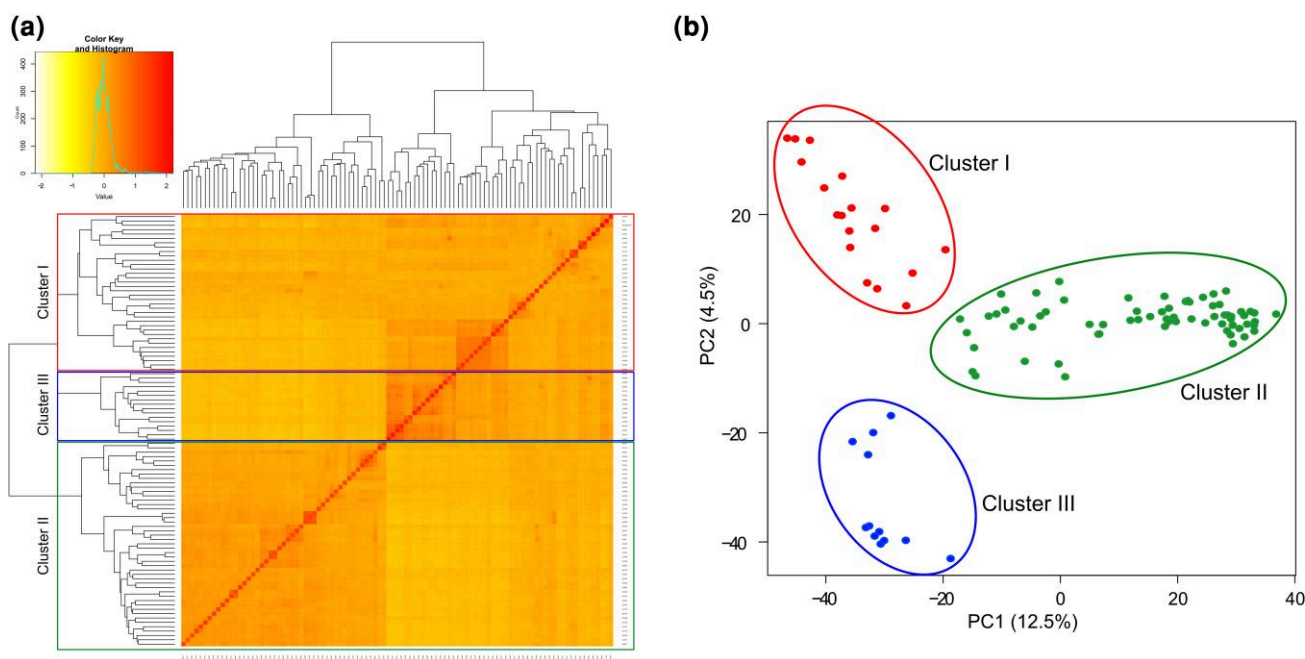 (a)
Color Key
and Histogram
Count
0
100
200
300
400
−2
−1
0
1
2
Value
Cluster I
Cluster III
Cluster II
(b)
PC2 (4.5%)
20
0
−20
−40
Cluster I
Cluster II
Cluster III
−40
−20
0
20
40
PC1 (12.5%)